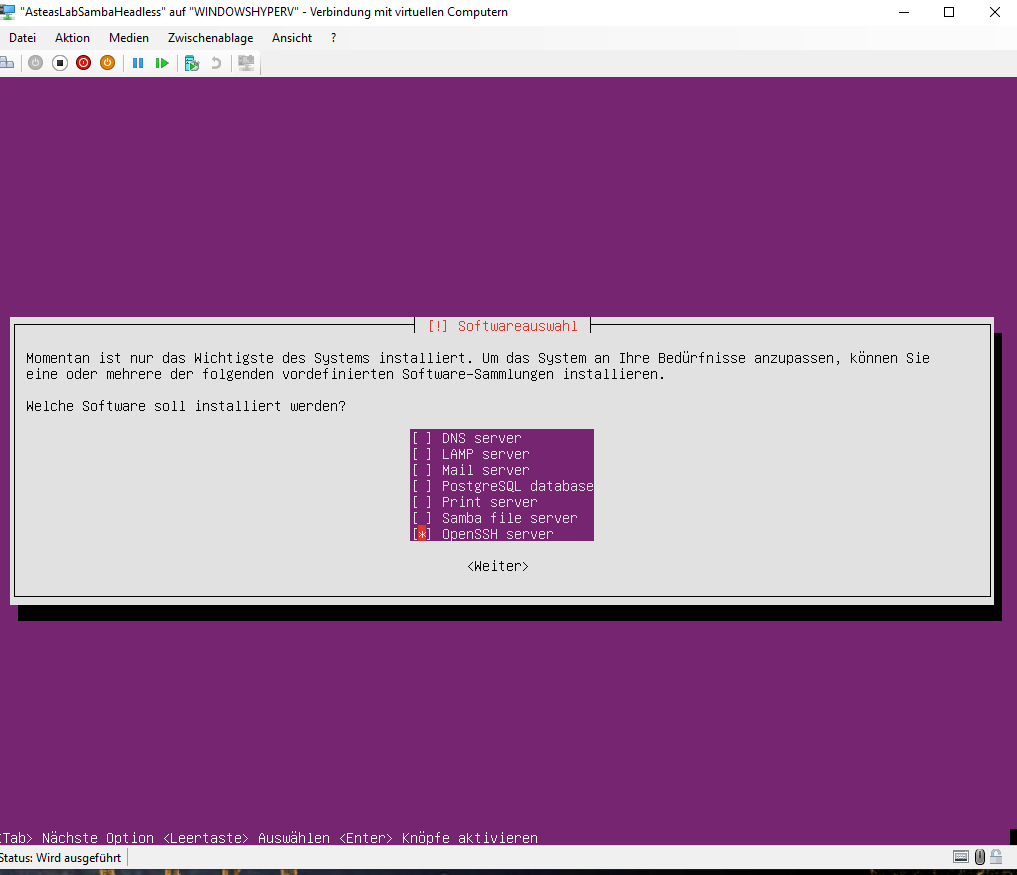 "AsteasLabSambaHeadless" auf "WINDOWSHYPERV" - Verbindung mit virtuellen Computern
Datei Aktion Medien Zwischenablage Ansicht ?
[!] Softwareauswahl
Momentan ist nur das Wichtigste des Systems installiert. Um das System an Ihre Bedürfnisse anzupassen, können Sie
eine oder mehrere der folgenden vordefinierten Software-Sammlungen installieren.
Welche Software soll installiert werden?
[ ] DNS server
[ ] LAMP server
[ ] Mail server
[ ] PostgreSQL database
[ ] Print server
[ ] Samba file server
[*] OpenSSH server
<Weiter>
<Tab> Nächste Option <Leertaste> Auswählen <Enter> Knöpfe aktivieren
Status: Wird ausgeführt